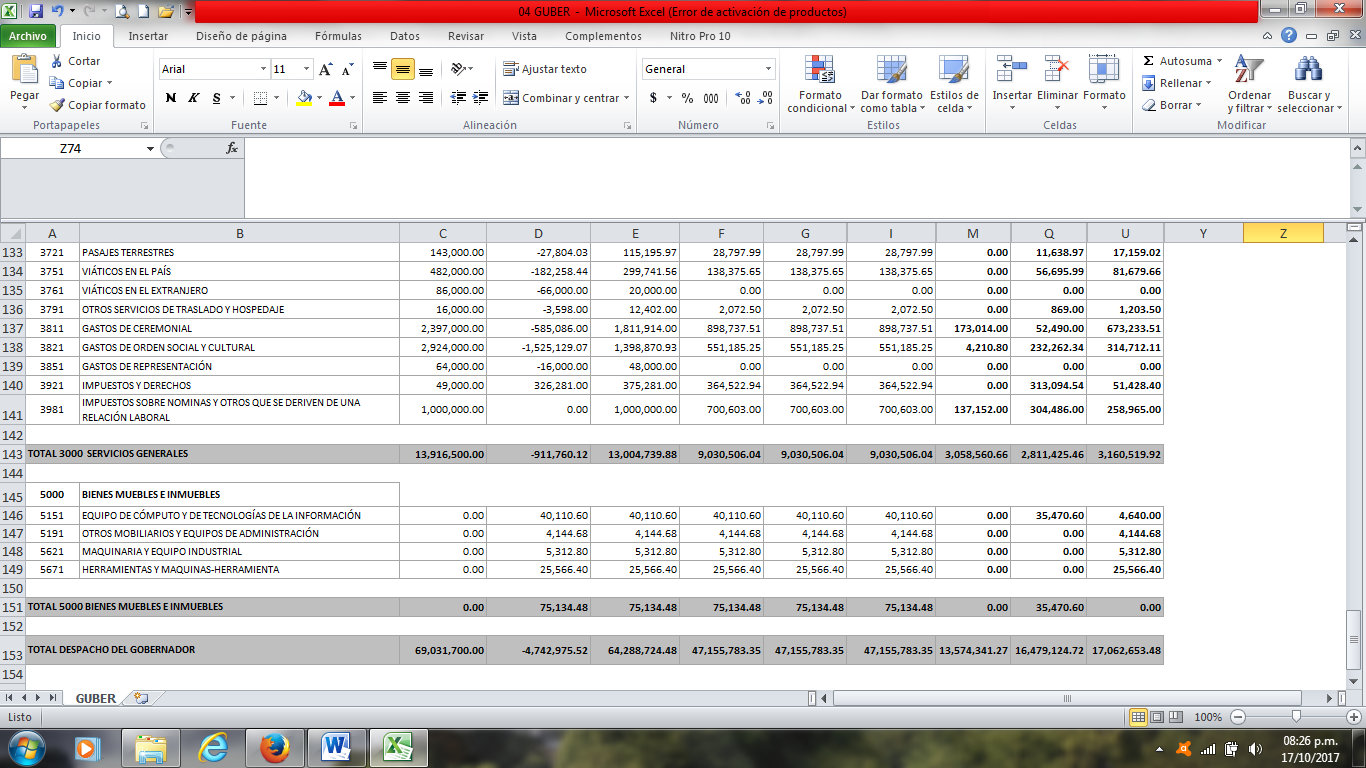 04 GUBER - Microsoft Excel (Error de activación de productos)
Archivo Inicio Insertar Diseño de página Fórmulas Datos Revisar Vista Complementos Nitro Pro 10
Pegar Cortar Copiar Copiar formato
Portapapeles
Arial 11
N K S
Fuente
Ajustar texto
Combinar y centrar
Alineación
General
$ % 000
Número
Formato condicional Dar formato como tabla Estilos de celda
Estilos
Insertar Eliminar Formato
Celdas
Σ Autosuma Rellenar Borrar Ordenar y filtrar Buscar y seleccionar
Modificar
Z74 fx
A B C D E F G I M Q U Y Z
133 3721 PASAJES TERRESTRES 143,000.00 -27,804.03 115,195.97 28,797.99 28,797.99 28,797.99 0.00 11,638.97 17,159.02
134 3751 VIÁTICOS EN EL PAÍS 482,000.00 -182,258.44 299,741.56 138,375.65 138,375.65 138,375.65 0.00 56,695.99 81,679.66
135 3761 VIÁTICOS EN EL EXTRANJERO 86,000.00 -66,000.00 20,000.00 0.00 0.00 0.00 0.00 0.00 0.00
136 3791 OTROS SERVICIOS DE TRASLADO Y HOSPEDAJE 16,000.00 -3,598.00 12,402.00 2,072.50 2,072.50 2,072.50 0.00 869.00 1,203.50
137 3811 GASTOS DE CEREMONIAL 2,397,000.00 -585,086.00 1,811,914.00 898,737.51 898,737.51 898,737.51 173,014.00 52,490.00 673,233.51
138 3821 GASTOS DE ORDEN SOCIAL Y CULTURAL 2,924,000.00 -1,525,129.07 1,398,870.93 551,185.25 551,185.25 551,185.25 4,210.80 232,262.34 314,712.11
139 3851 GASTOS DE REPRESENTACIÓN 64,000.00 -16,000.00 48,000.00 0.00 0.00 0.00 0.00 0.00 0.00
140 3921 IMPUESTOS Y DERECHOS 49,000.00 326,281.00 375,281.00 364,522.94 364,522.94 364,522.94 0.00 313,094.54 51,428.40
141 3981 IMPUESTOS SOBRE NOMINAS Y OTROS QUE SE DERIVEN DE UNA
RELACIÓN LABORAL 1,000,000.00 0.00 1,000,000.00 700,603.00 700,603.00 700,603.00 137,152.00 304,486.00 258,965.00
142
143 TOTAL 3000 SERVICIOS GENERALES 13,916,500.00 -911,760.12 13,004,739.88 9,030,506.04 9,030,506.04 9,030,506.04 3,058,560.66 2,811,425.46 3,160,519.92
144
145 5000 BIENES MUEBLES E INMUEBLES
146 5151 EQUIPO DE CÓMPUTO Y DE TECNOLOGÍAS DE LA INFORMACIÓN 0.00 40,110.60 40,110.60 40,110.60 40,110.60 40,110.60 0.00 35,470.60 4,640.00
147 5191 OTROS MOBILIARIOS Y EQUIPOS DE ADMINISTRACIÓN 0.00 4,144.68 4,144.68 4,144.68 4,144.68 4,144.68 0.00 0.00 4,144.68
148 5621 MAQUINARIA Y EQUIPO INDUSTRIAL 0.00 5,312.80 5,312.80 5,312.80 5,312.80 5,312.80 0.00 0.00 5,312.80
149 5671 HERRAMIENTAS Y MAQUINAS-HERRAMIENTA 0.00 25,566.40 25,566.40 25,566.40 25,566.40 25,566.40 0.00 0.00 25,566.40
150
151 TOTAL 5000 BIENES MUEBLES E INMUEBLES 0.00 75,134.48 75,134.48 75,134.48 75,134.48 75,134.48 0.00 35,470.60 0.00
152
153 TOTAL DESPACHO DEL GOBERNADOR 69,031,700.00 -4,742,975.52 64,288,724.48 47,155,783.35 47,155,783.35 47,155,783.35 13,574,341.27 16,479,124.72 17,062,653.48
154
GUBER
Listo 100%
08:26 p.m.
17/10/2017